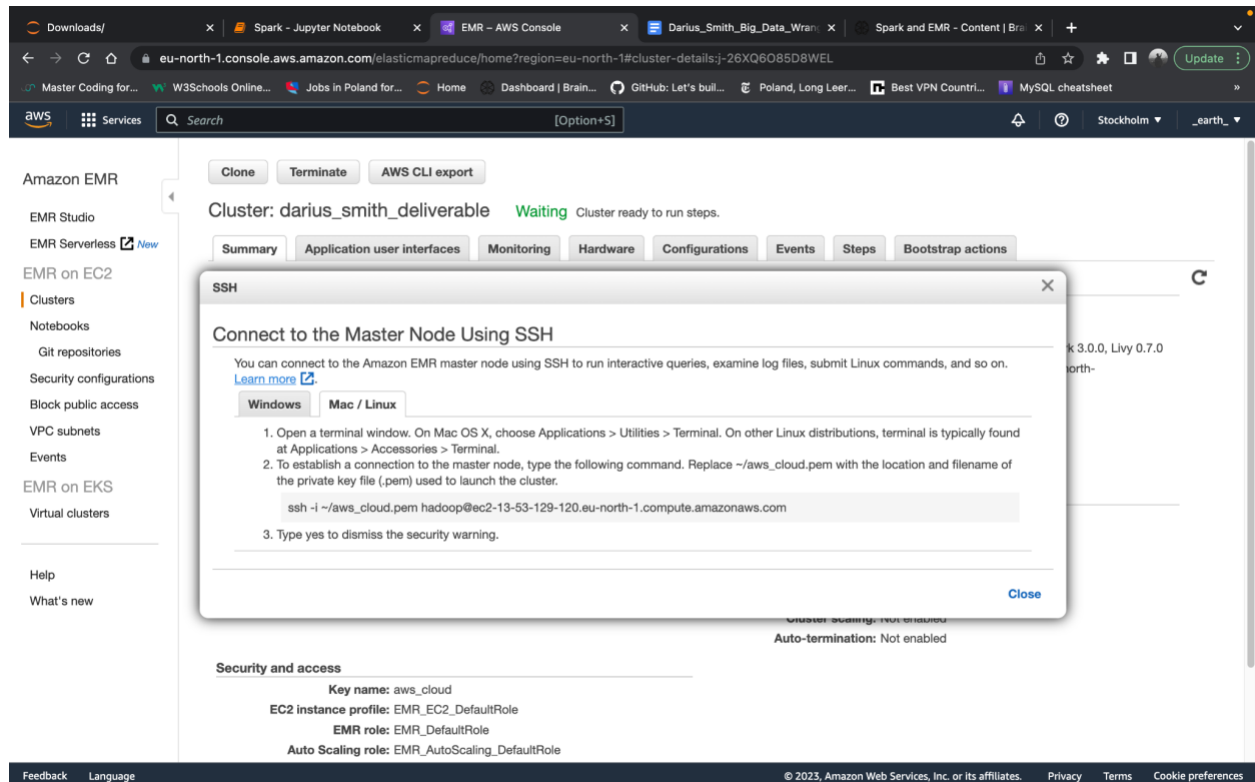 Downloads/
Spark - Jupyter Notebook
EMR – AWS Console
Darius_Smith_Big_Data_Wran
Spark and EMR - Content | Brai
eu-north-1.console.aws.amazon.com/elasticmapreduce/home?region=eu-north-1#cluster-details:j-26XQ6O85D8WEL
Update
Master Coding for...
W3Schools Online...
Jobs in Poland for...
Home
Dashboard | Brain...
GitHub: Let's buil...
Poland, Long Leer...
Best VPN Countri...
MySQL cheatsheet
»
aws
Services
Search
[Option+S]
Stockholm
_earth_
Amazon EMR
EMR Studio
EMR Serverless New
EMR on EC2
Clusters
Notebooks
Git repositories
Security configurations
Block public access
VPC subnets
Events
EMR on EKS
Virtual clusters
Help
What's new
Clone
Terminate
AWS CLI export
Cluster: darius_smith_deliverable Waiting Cluster ready to run steps.
Summary
Application user interfaces
Monitoring
Hardware
Configurations
Events
Steps
Bootstrap actions
k 3.0.0, Livy 0.7.0
north-
SSH
Connect to the Master Node Using SSH
You can connect to the Amazon EMR master node using SSH to run interactive queries, examine log files, submit Linux commands, and so on.
Learn more .
Windows
Mac / Linux
1. Open a terminal window. On Mac OS X, choose Applications > Utilities > Terminal. On other Linux distributions, terminal is typically found
at Applications > Accessories > Terminal.
2. To establish a connection to the master node, type the following command. Replace ~/aws_cloud.pem with the location and filename of
the private key file (.pem) used to launch the cluster.
ssh -i ~/aws_cloud.pem hadoop@ec2-13-53-129-120.eu-north-1.compute.amazonaws.com
3. Type yes to dismiss the security warning.
Close
Cluster scaling: Not enabled
Auto-termination: Not enabled
Security and access
Key name: aws_cloud
EC2 instance profile: EMR_EC2_DefaultRole
EMR role: EMR_DefaultRole
Auto Scaling role: EMR_AutoScaling_DefaultRole
Feedback
Language
© 2023, Amazon Web Services, Inc. or its affiliates.
Privacy
Terms
Cookie preferences